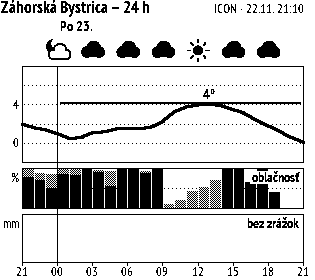 Záhorská Bystrica – 24 h
ICON · 22.11. 21:10
Po 23.
4°
4
0
%
oblačnosť
mm
bez zrážok
21 00 03 06 09 12 15 18 21